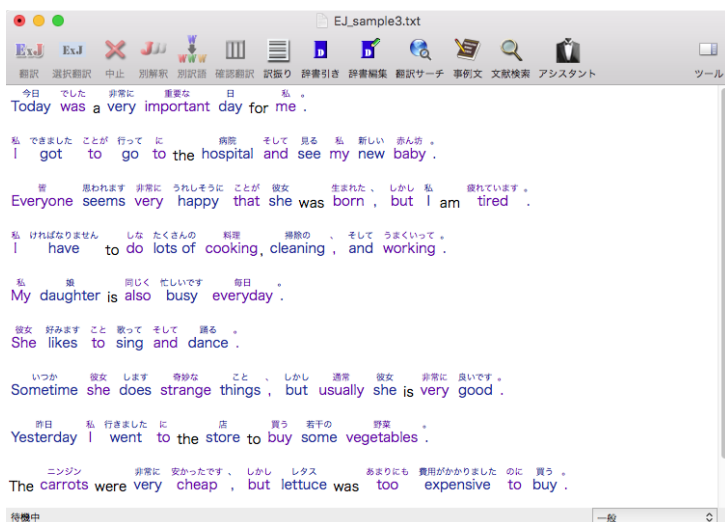 EJ_sample3.txt
ExJ ExJ JJJ W WWW D D
翻訳 選択翻訳 中止 別解釈 別訳語 確認翻訳 訳振り 辞書引き 辞書編集 翻訳サーチ 事例文 文献検索 アシスタント ツール
今日 でした 非常に 重要な 日 私 。
Today was a very important day for me .
私 できました ことが 行って に 病院 そして 見る 私 新しい 赤ん坊 。
I got to go to the hospital and see my new baby .
皆 思われます 非常に うれしそうに ことが 彼女 生まれた 、 しかし 私 疲れています 。
Everyone seems very happy that she was born , but I am tired .
私 ければなりません しな たくさんの 料理 掃除の 、 そして うまくいって 。
I have to do lots of cooking, cleaning , and working .
私 娘 同じく 忙しいです 毎日 。
My daughter is also busy everyday .
彼女 好みます こと 歌って そして 踊る 。
She likes to sing and dance .
いつか 彼女 します 奇妙な こと 、 しかし 通常 彼女 非常に 良いです 。
Sometime she does strange things , but usually she is very good .
昨日 私 行きました に 店 買う 若干の 野菜 。
Yesterday I went to the store to buy some vegetables .
ニンジン 非常に 安かったです 、 しかし レタス あまりにも 費用がかかりました のに 買う 。
The carrots were very cheap , but lettuce was too expensive to buy .
待機中 一般